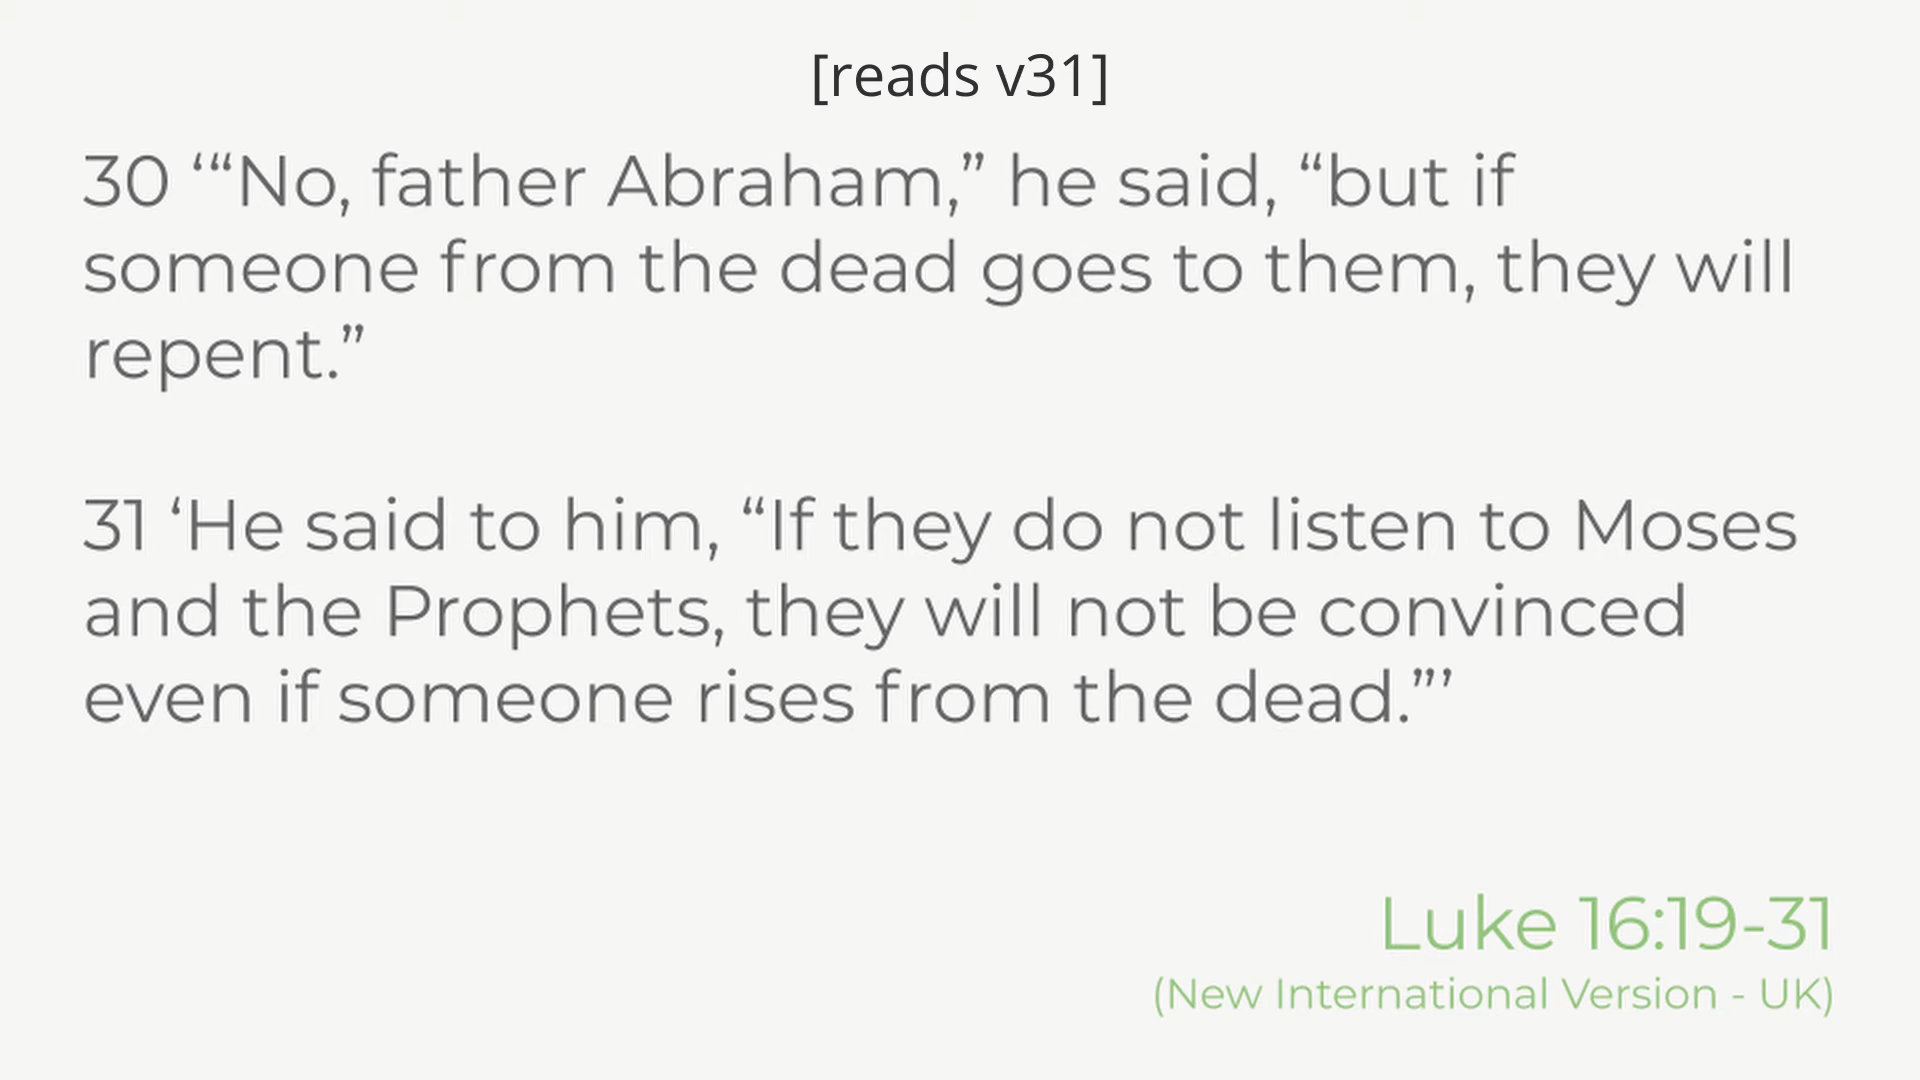 [reads v31]
30 ‘“No, father Abraham,” he said, “but if
someone from the dead goes to them, they will
repent.”
31 ‘He said to him, “If they do not listen to Moses
and the Prophets, they will not be convinced
even if someone rises from the dead.”’
Luke 16:19-31
(New International Version - UK)